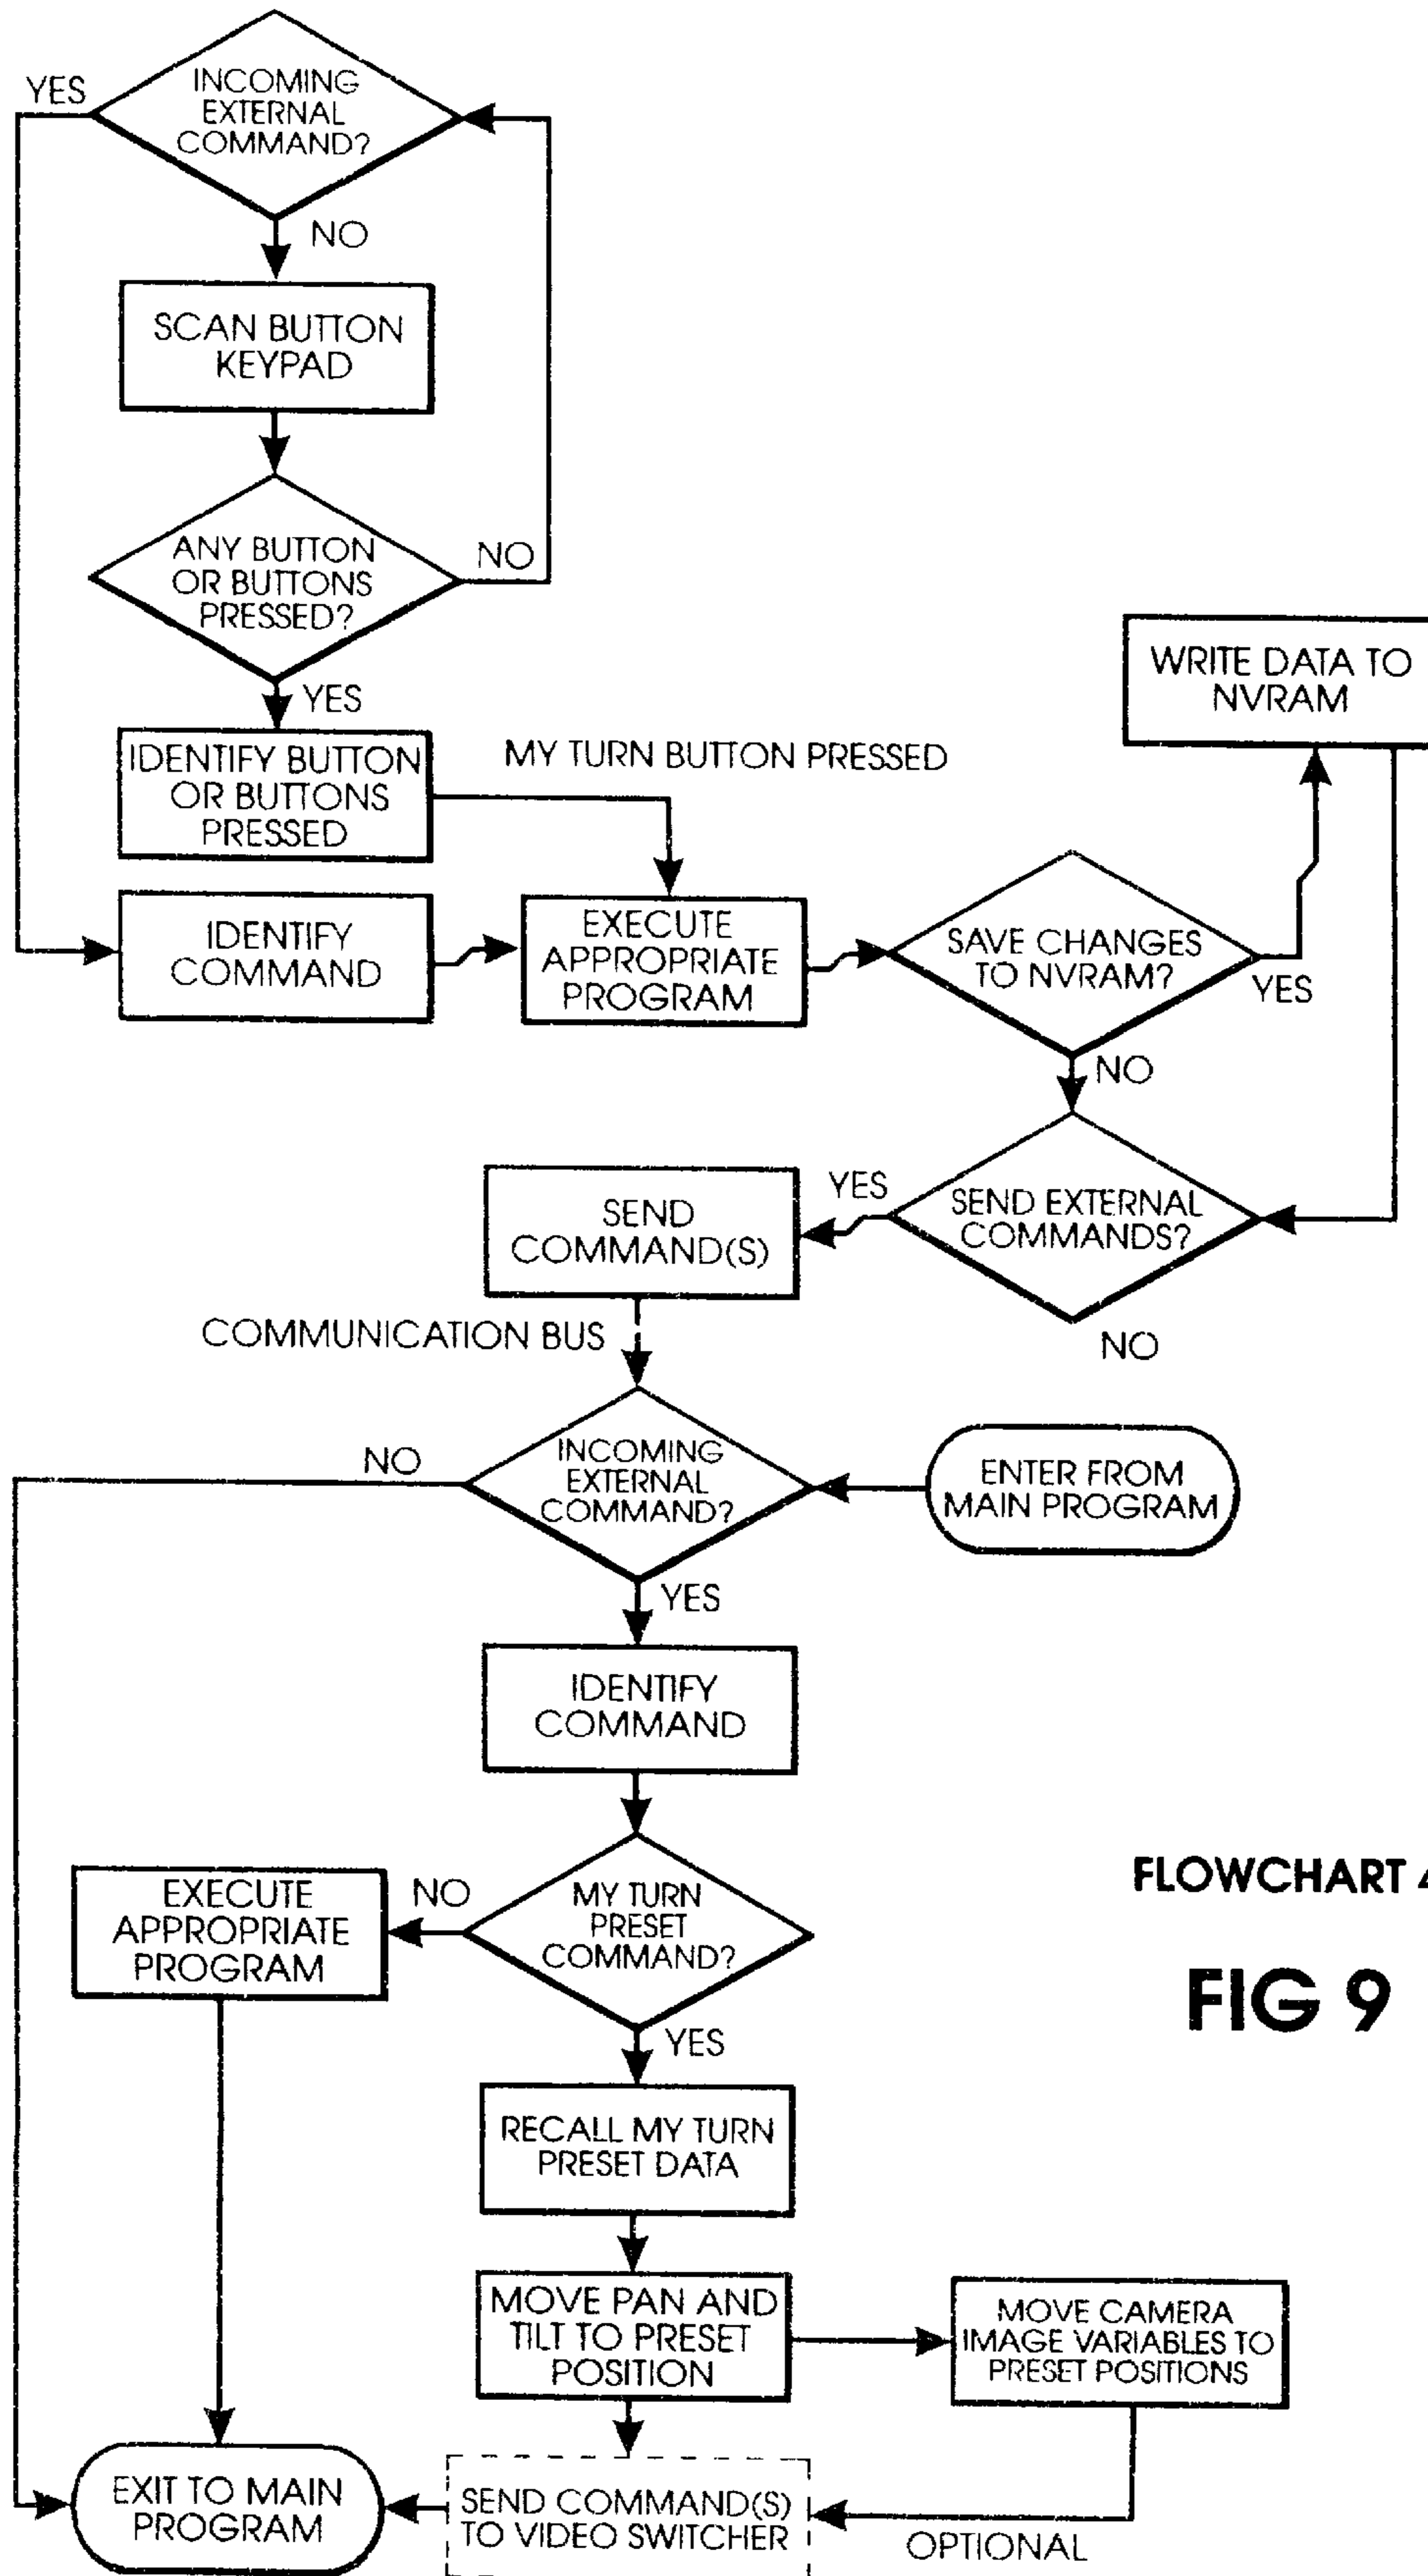 INCOMING
EXTERNAL
COMMAND?
YES
NO
SCAN BUTTON
KEYPAD
ANY BUTTON
OR BUTTONS
PRESSED?
NO
YES
IDENTIFY BUTTON
OR BUTTONS
PRESSED
MY TURN BUTTON PRESSED
WRITE DATA TO
NVRAM
IDENTIFY
COMMAND
EXECUTE
APPROPRIATE
PROGRAM
SAVE CHANGES
TO NVRAM?
YES
NO
SEND EXTERNAL
COMMANDS?
YES
NO
SEND
COMMAND(S)
COMMUNICATION BUS
INCOMING
EXTERNAL
COMMAND?
NO
ENTER FROM
MAIN PROGRAM
YES
IDENTIFY
COMMAND
MY TURN
PRESET
COMMAND?
NO
EXECUTE
APPROPRIATE
PROGRAM
YES
FLOWCHART 4
FIG 9
RECALL MY TURN
PRESET DATA
MOVE PAN AND
TILT TO PRESET
POSITION
MOVE CAMERA
IMAGE VARIABLES TO
PRESET POSITIONS
SEND COMMAND(S)
TO VIDEO SWITCHER
OPTIONAL
EXIT TO MAIN
PROGRAM